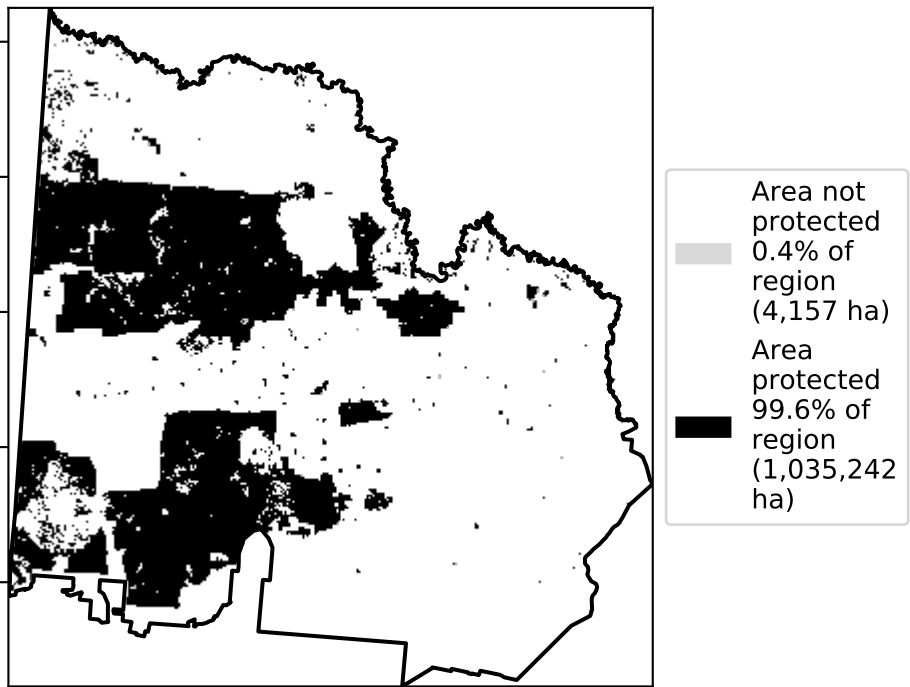 Area not
protected
0.4% of
region
(4,157 ha)
Area
protected
99.6% of
region
(1,035,242
ha)